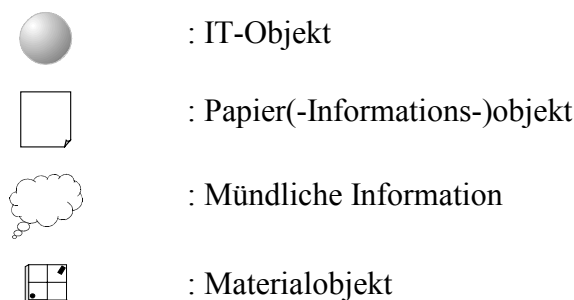 : IT-Objekt
: Papier(-Informations-)objekt
: Mündliche Information
: Materialobjekt